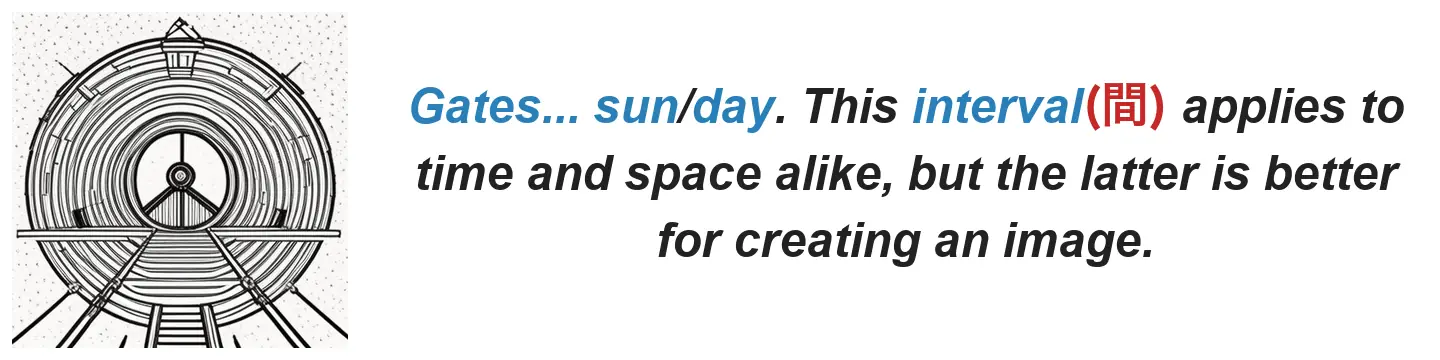 Gates... sun/day. This interval(間) applies to
time and space alike, but the latter is better
for creating an image.